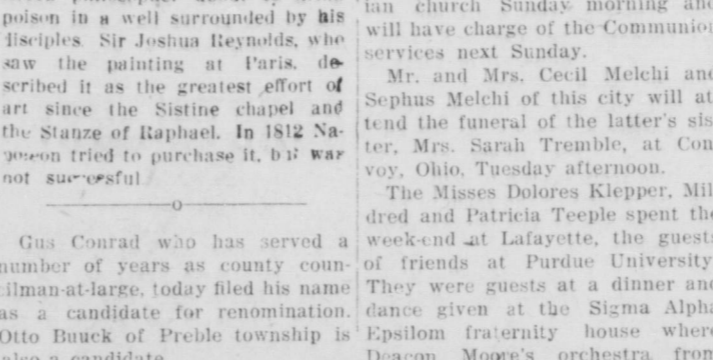 poison in a well surrounded by his
disciples. Sir Joshua Reynolds, who
saw the painting at Paris, de-
scribed it as the greatest effort of
art since the Sistine chapel and
the Stanze of Raphael. In 1812 Na-
tried to purchase it, but war
not successful
Gus Conrad who has served a
number of years as county coun-
ilman-at-large, today filed his name
as a candidate for renomination.
Otto Buuck of Preble township is
also a candidate
ian church Sunday morning and
will have charge of the Communion
services next Sunday.
Mr. and Mrs. Cecil Melchi and
Sephus Melchi of this city will at
tend the funeral of the latter's sis
ter, Mrs. Sarah Tremble, at Con
voy, Ohio, Tuesday afternoon.
The Misses Dolores Klepper, Mil
dred and Patricia Teeple spent the
week-end at Lafayette, the guests
of friends at Purdue University
They were guests at a dinner and
dance given at the Sigma Alpha
Epsilom fraternity house where
Deacon Moore's orchestra from